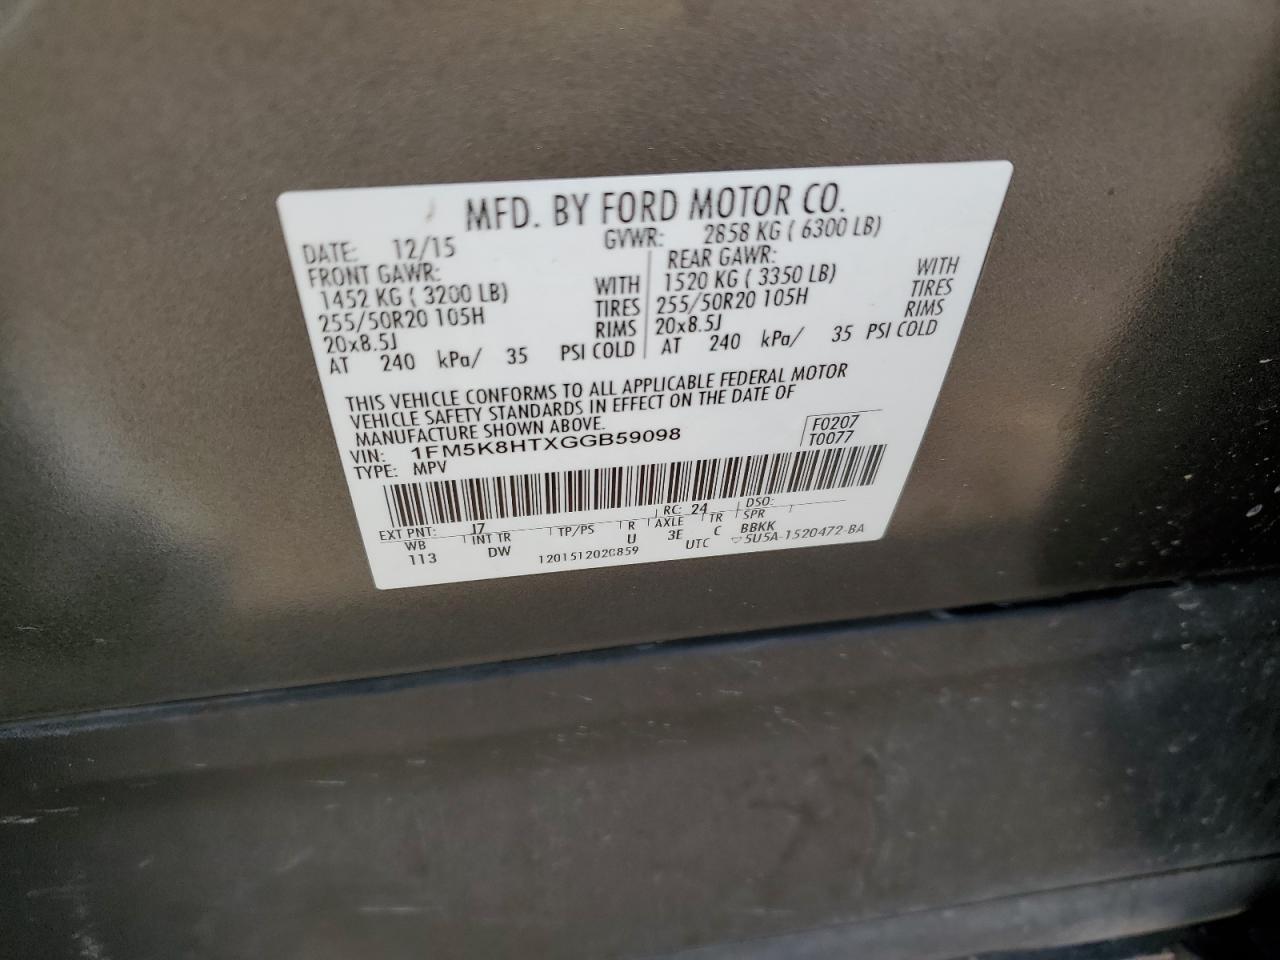 MFD. BY FORD MOTOR CO.
DATE: 12/15 GVWR: 2858 KG ( 6300 LB)
FRONT GAWR:
1452 KG ( 3200 LB) WITH
255/50R20 105H TIRES
20x8.5J RIMS
AT 240 kPa/ 35 PSI COLD
REAR GAWR:
1520 KG ( 3350 LB) WITH
255/50R20 105H TIRES
20x8.5J RIMS
AT 240 kPa/ 35 PSI COLD
THIS VEHICLE CONFORMS TO ALL APPLICABLE FEDERAL MOTOR
VEHICLE SAFETY STANDARDS IN EFFECT ON THE DATE OF
MANUFACTURE SHOWN ABOVE.
VIN: 1FM5K8HTXGGB59098
TYPE: MPV
F0207
T0077
EXT PNT: J7 RC: 24 DSO:
WB INT TR TP/PS R AXLE TR SPR
113 DW U 3E C BBKK
120151202 UTC 5U5A-1520472-BA